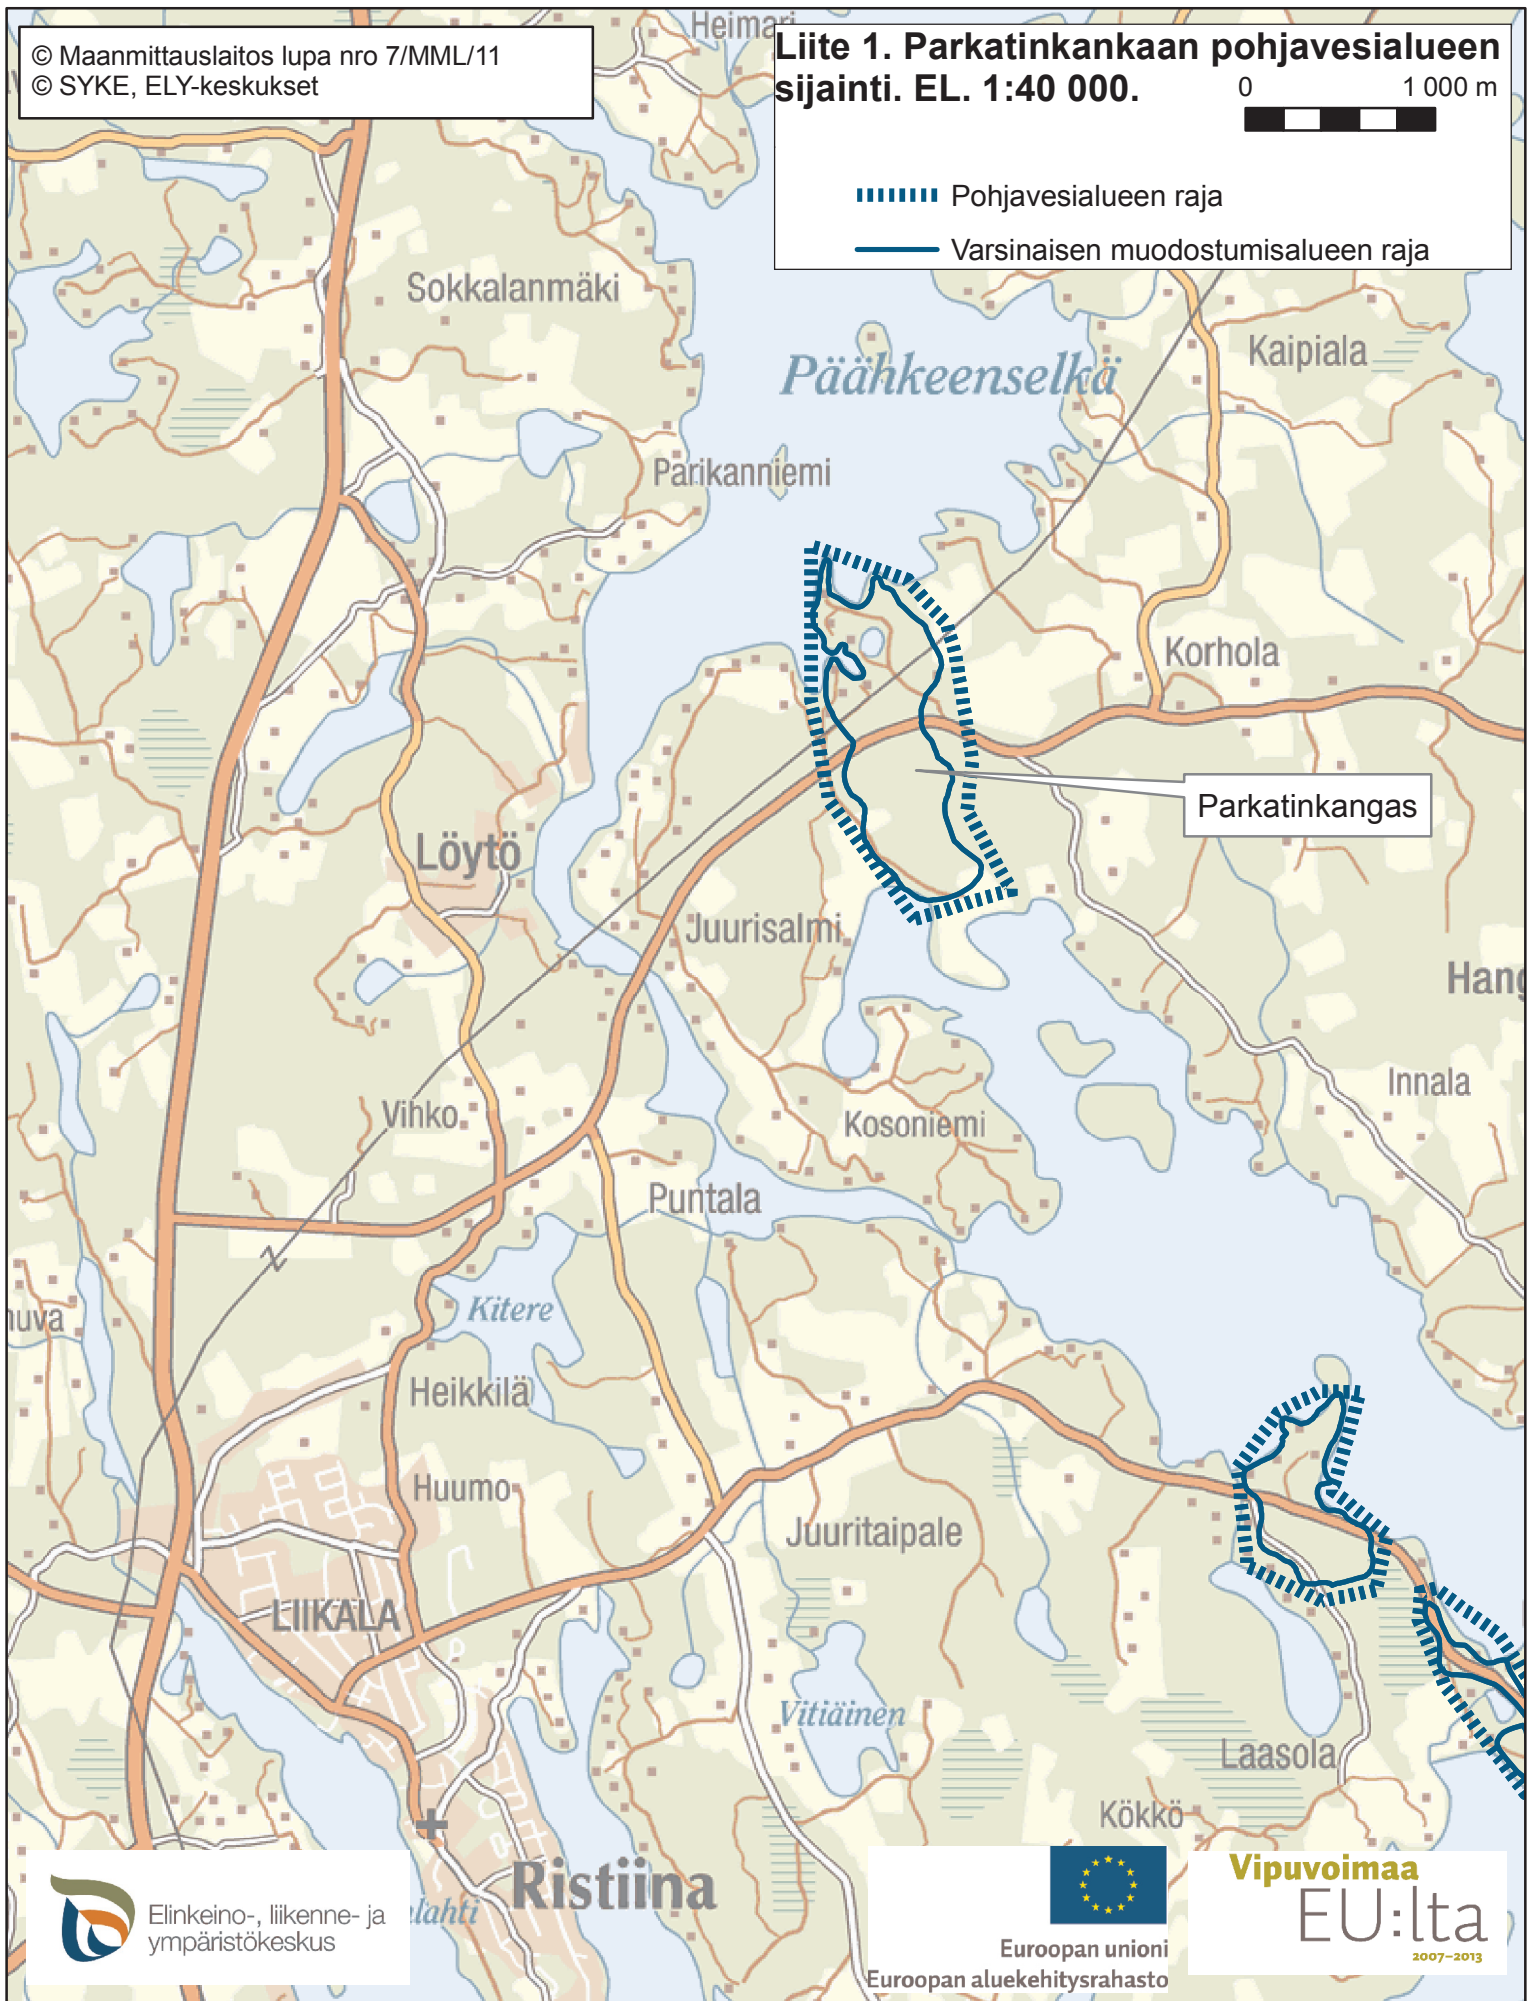 © Maanmittauslaitos lupa nro 7/MML/11
© SYKE, ELY-keskukset
Liite 1. Parkatinkankaan pohjavesialueen
sijainti. EL. 1:40 000.
0 1 000 m
Pohjavesialueen raja
Varsinaisen muodostumisalueen raja
Heimari
Sokkalanmäki
Päähkeenselkä
Kaipiala
Parikanniemi
Korhola
Parkatinkangas
Löytö
Juurisalmi
Hang
Innala
Vihko
Kosoniemi
Puntala
Kitere
nuva
Heikkilä
Huumo
Juuritaipale
LIIKALA
Vitiäinen
Laasola
Kökkö
Ristiina
lahti
Elinkeino-, liikenne- ja
ympäristökeskus
Euroopan unioni
Euroopan aluekehitysrahasto
Vipuvoimaa
EU:lta
2007–2013